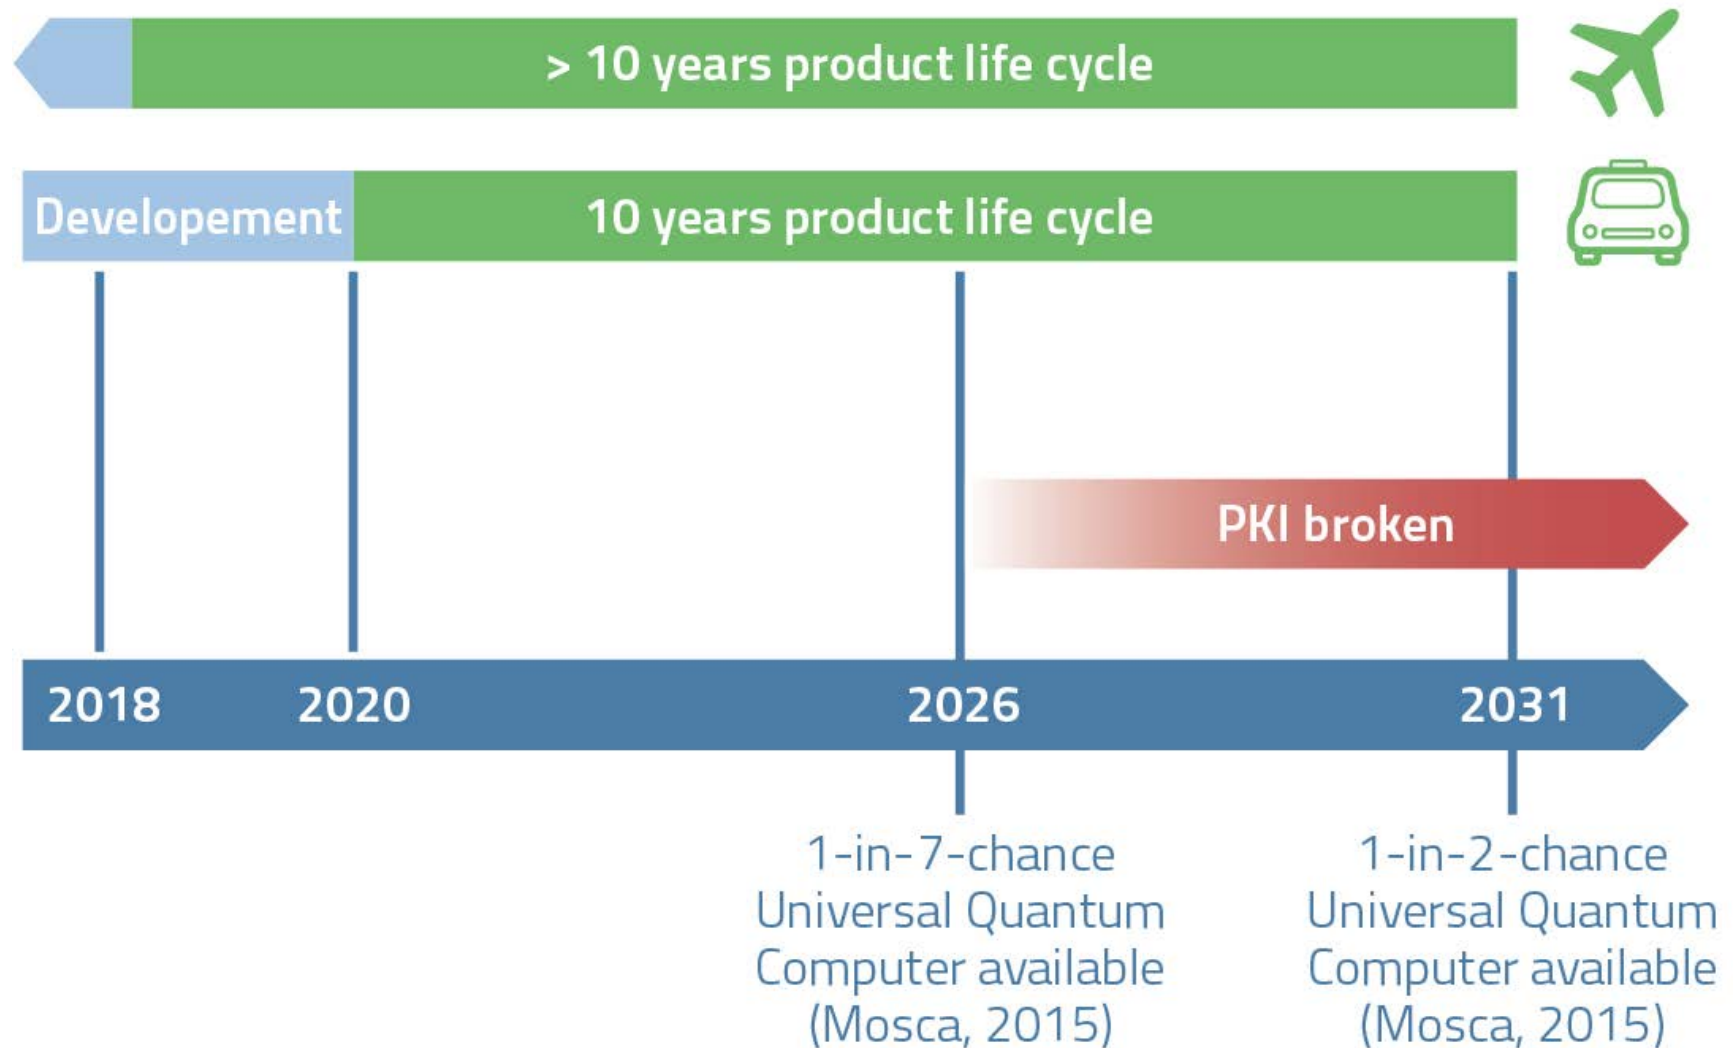 > 10 years product life cycle
Developement
10 years product life cycle
PKI broken
2018
2020
2026
2031
1-in-7-chance
Universal Quantum
Computer available
(Mosca, 2015)
1-in-2-chance
Universal Quantum
Computer available
(Mosca, 2015)